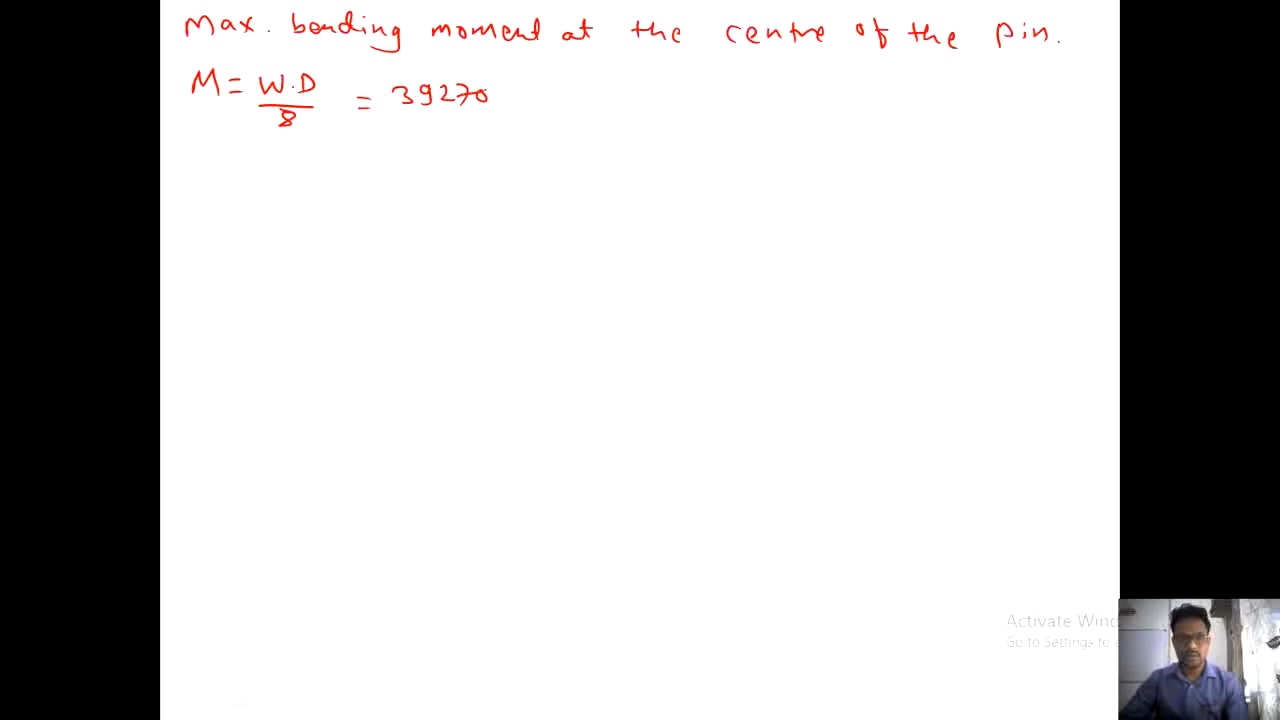 Max. bending moment at the centre of the pin.
M = W.D / 8 = 39270
Activate Wind
Go to Settings to